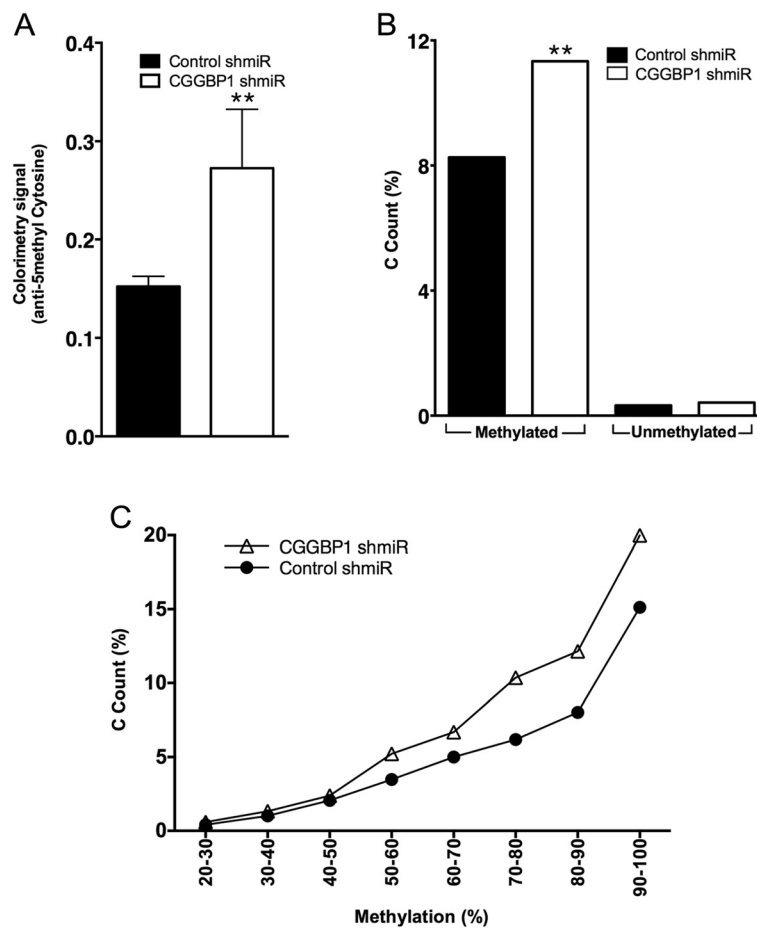 A
Control shmiR
CGGBP1 shmiR
**
0.4
0.3
0.2
0.1
0.0
Colorimetry signal
(anti-5methyl Cytosine)
B
Control shmiR
CGGBP1 shmiR
**
12
8
4
0
C Count (%)
Methylated
Unmethylated
C
CGGBP1 shmiR
Control shmiR
20
15
10
5
0
C Count (%)
20-30
30-40
40-50
50-60
60-70
70-80
80-90
90-100
Methylation (%)